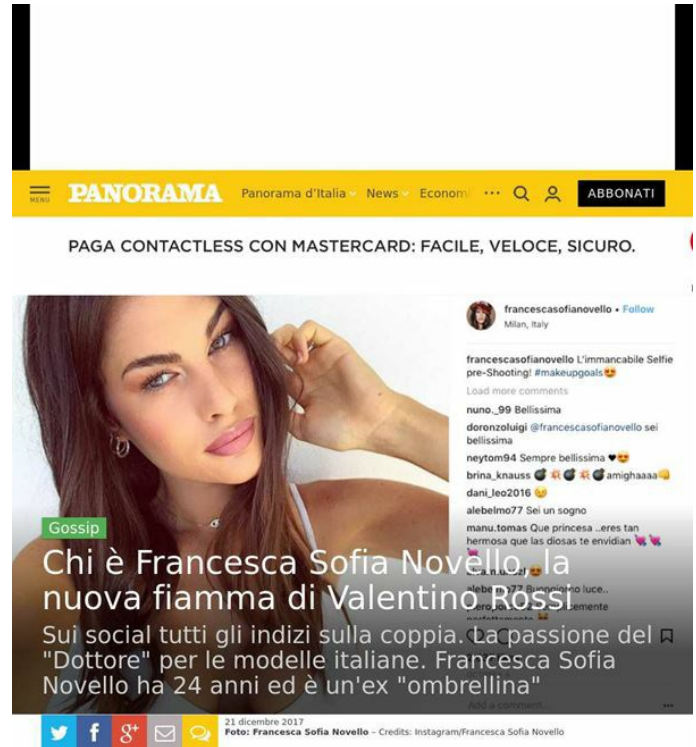 MENU
PANORAMA
Panorama d'Italia
News
Econom
ABBONATI
PAGA CONTACTLESS CON MASTERCARD: FACILE, VELOCE, SICURO.
francescasofianovello • Follow
Milan, Italy
francescasofianovello L'immancabile Selfie
pre-Shooting! #makeupgoals😍
Load more comments
nuno._99 Bellissima
doronzoluigi @francescasofianovello sei
bellissima
neytom94 Sempre bellissima ♥😍
brina_knauss 💣💥💣💥💣amighaaaa👊
dani_leo2016
alebelmo77 Sei un sogno
manu.tomas Que princesa ..eres tan
hermosa que las diosas te envidian 💘💘
💘
alebelmo77 Buongiorno luce..
Gossip
Chi è Francesca Sofia Novello, la
nuova fiamma di Valentino Rossi
Sui social tutti gli indizi sulla coppia. La passione del
"Dottore" per le modelle italiane. Francesca Sofia
Novello ha 24 anni ed è un'ex "ombrellina"
Add a comment...
21 dicembre 2017
Foto: Francesca Sofia Novello – Credits: Instagram/Francesca Sofia Novello